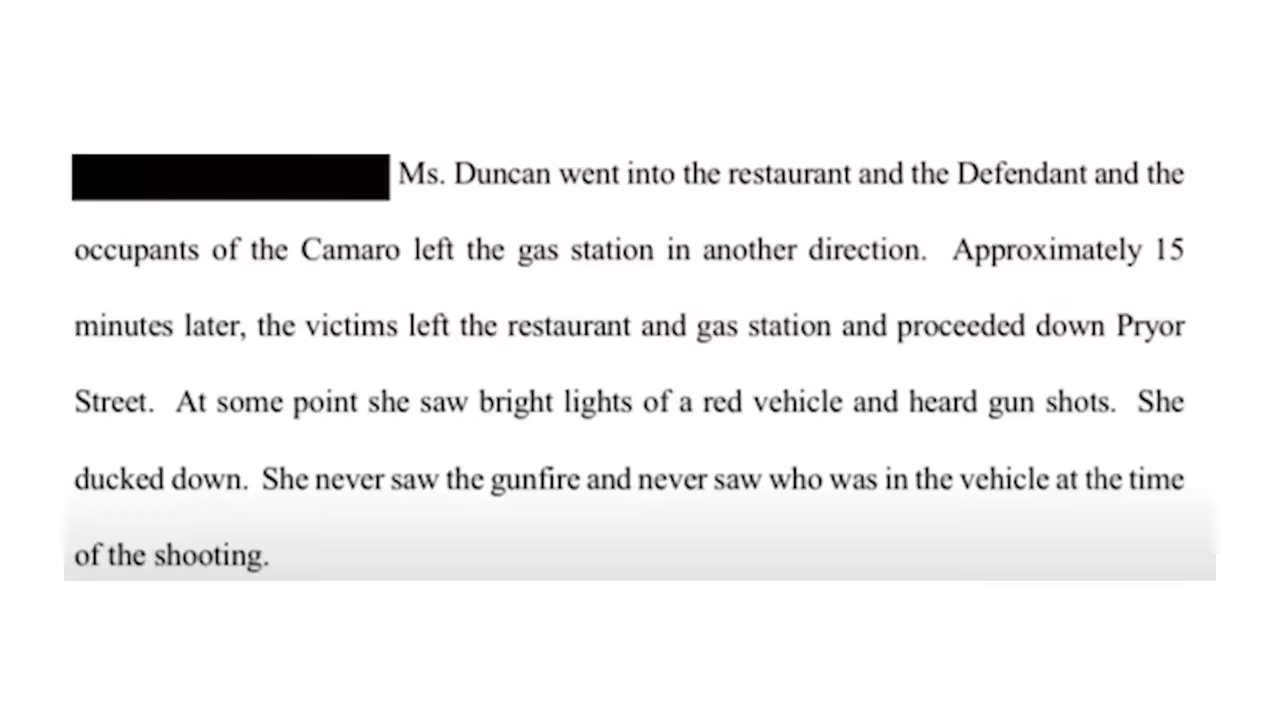 Ms. Duncan went into the restaurant and the Defendant and the
occupants of the Camaro left the gas station in another direction.  Approximately 15
minutes later, the victims left the restaurant and gas station and proceeded down Pryor
Street.  At some point she saw bright lights of a red vehicle and heard gun shots.  She
ducked down.  She never saw the gunfire and never saw who was in the vehicle at the time
of the shooting.